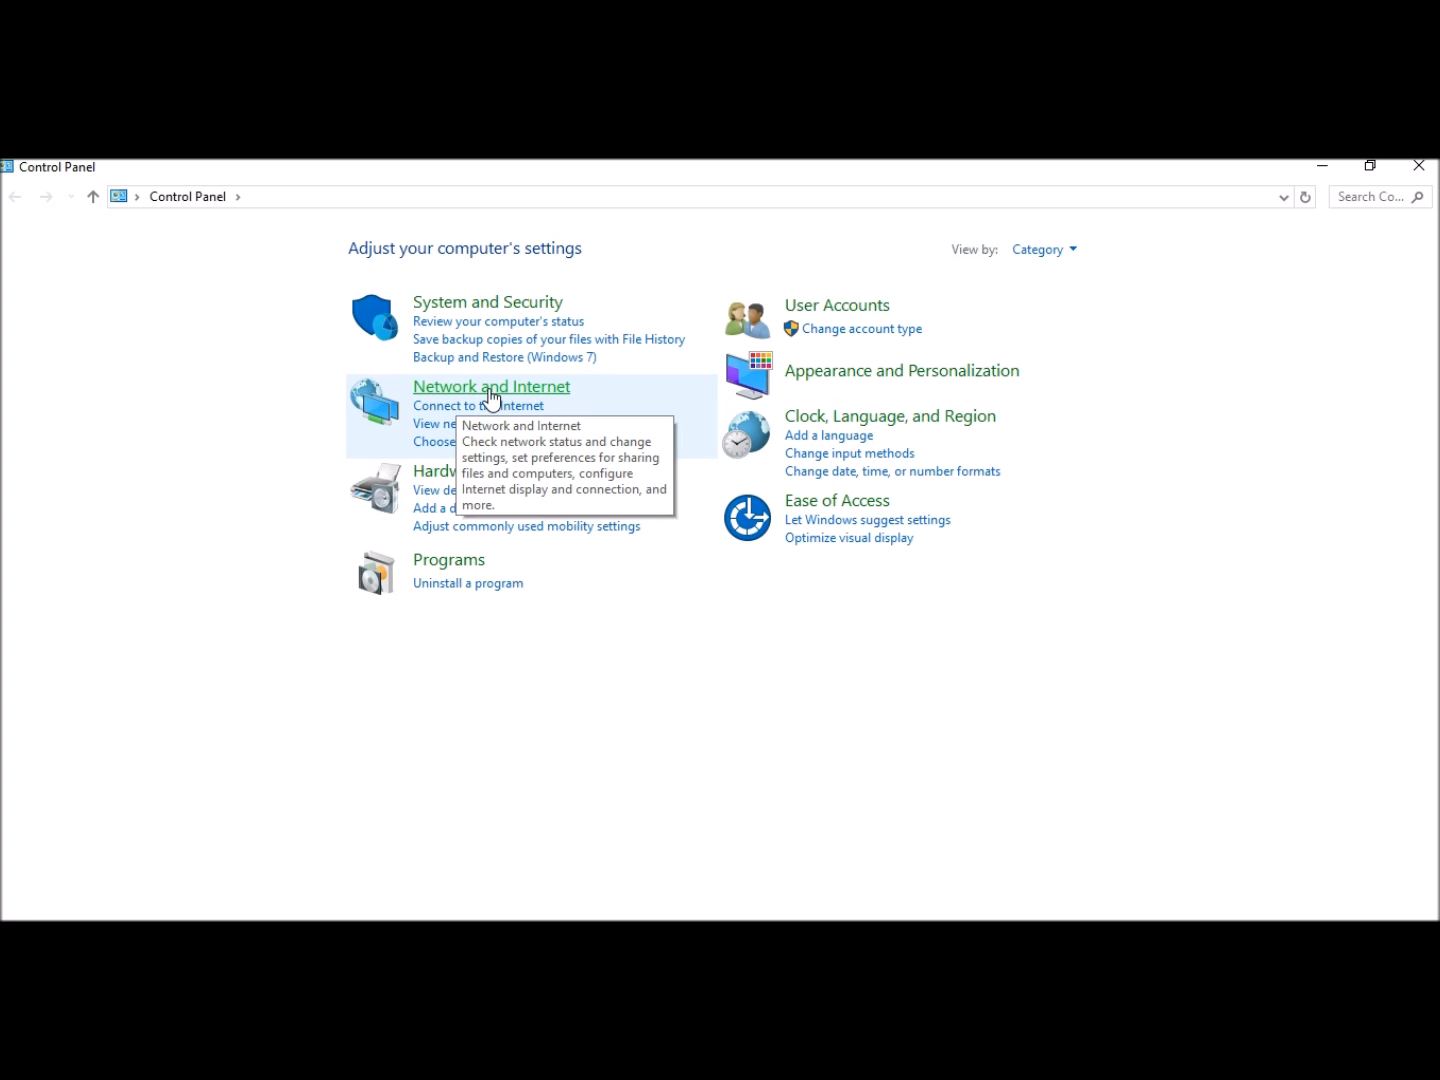 Control Panel
Control Panel
Search Co...
Adjust your computer's settings
View by: Category
System and Security
Review your computer's status
Save backup copies of your files with File History
Backup and Restore (Windows 7)
Network and Internet
Connect to Internet
View ne
Choose
Network and Internet
Check network status and change
settings, set preferences for sharing
files and computers, configure
Internet display and connection, and
more.
Hardw
View de
Add a d
Adjust commonly used mobility settings
Programs
Uninstall a program
User Accounts
Change account type
Appearance and Personalization
Clock, Language, and Region
Add a language
Change input methods
Change date, time, or number formats
Ease of Access
Let Windows suggest settings
Optimize visual display